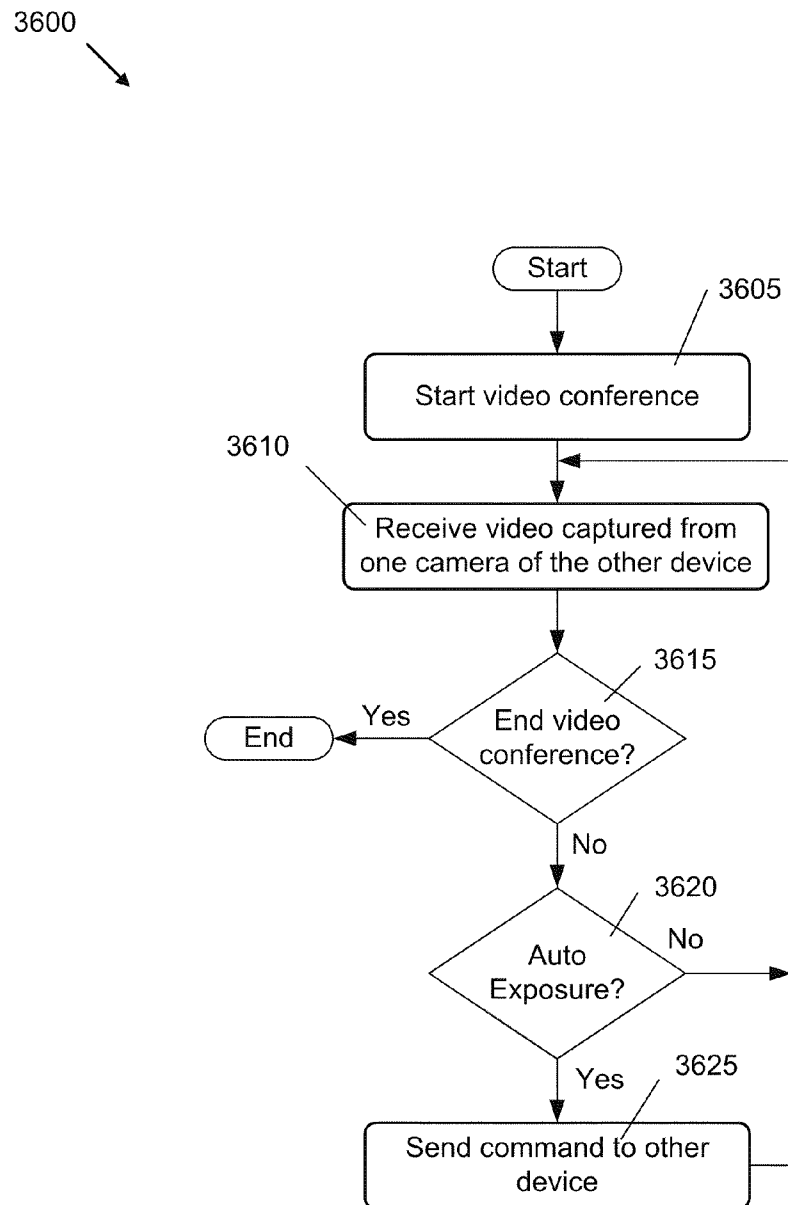 3600
Start
3605
Start video conference
3610
Receive video captured from
one camera of the other device
3615
End video
conference?
Yes
End
No
3620
Auto
Exposure?
No
Yes
3625
Send command to other
device